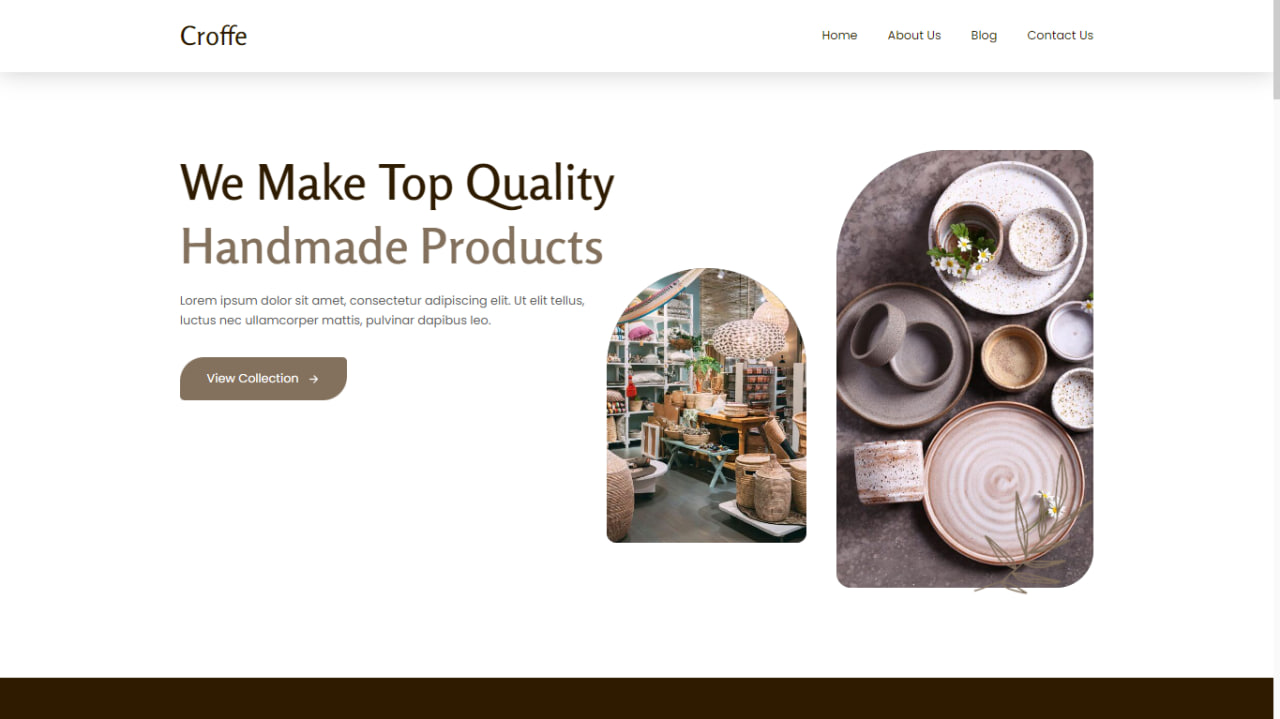 Croffe
Home
About Us
Blog
Contact Us
We Make Top Quality
Handmade Products
Lorem ipsum dolor sit amet, consectetur adipiscing elit. Ut elit tellus,
luctus nec ullamcorper mattis, pulvinar dapibus leo.
View Collection →